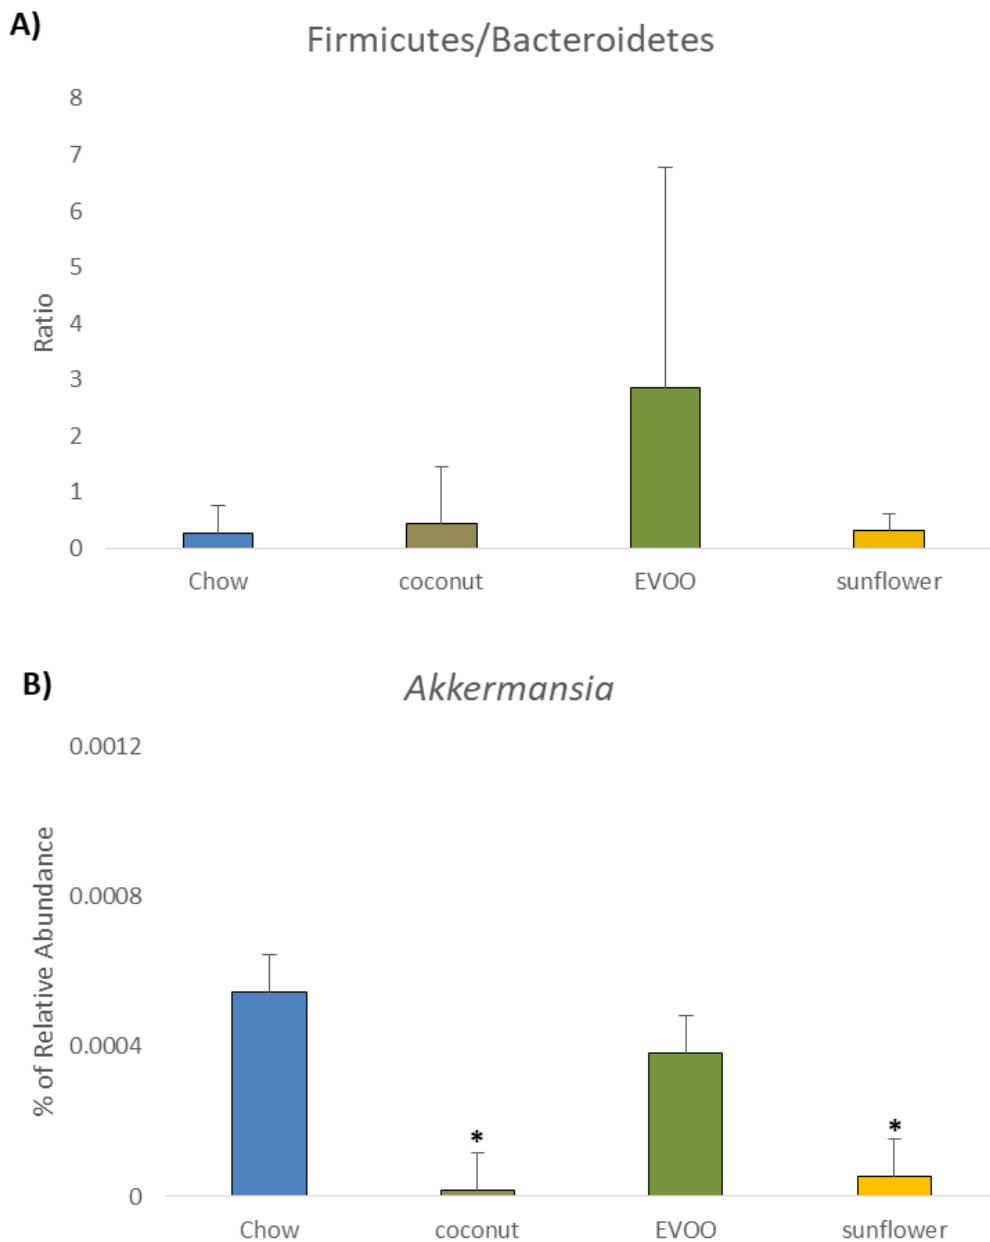 A)
Firmicutes/Bacteroidetes
8
7
6
5
4
3
2
1
0
Ratio
Chow coconut EVOO sunflower
B)
Akkermansia
0.0012
0.0008
0.0004
0
% of Relative Abundance
* *
Chow coconut EVOO sunflower